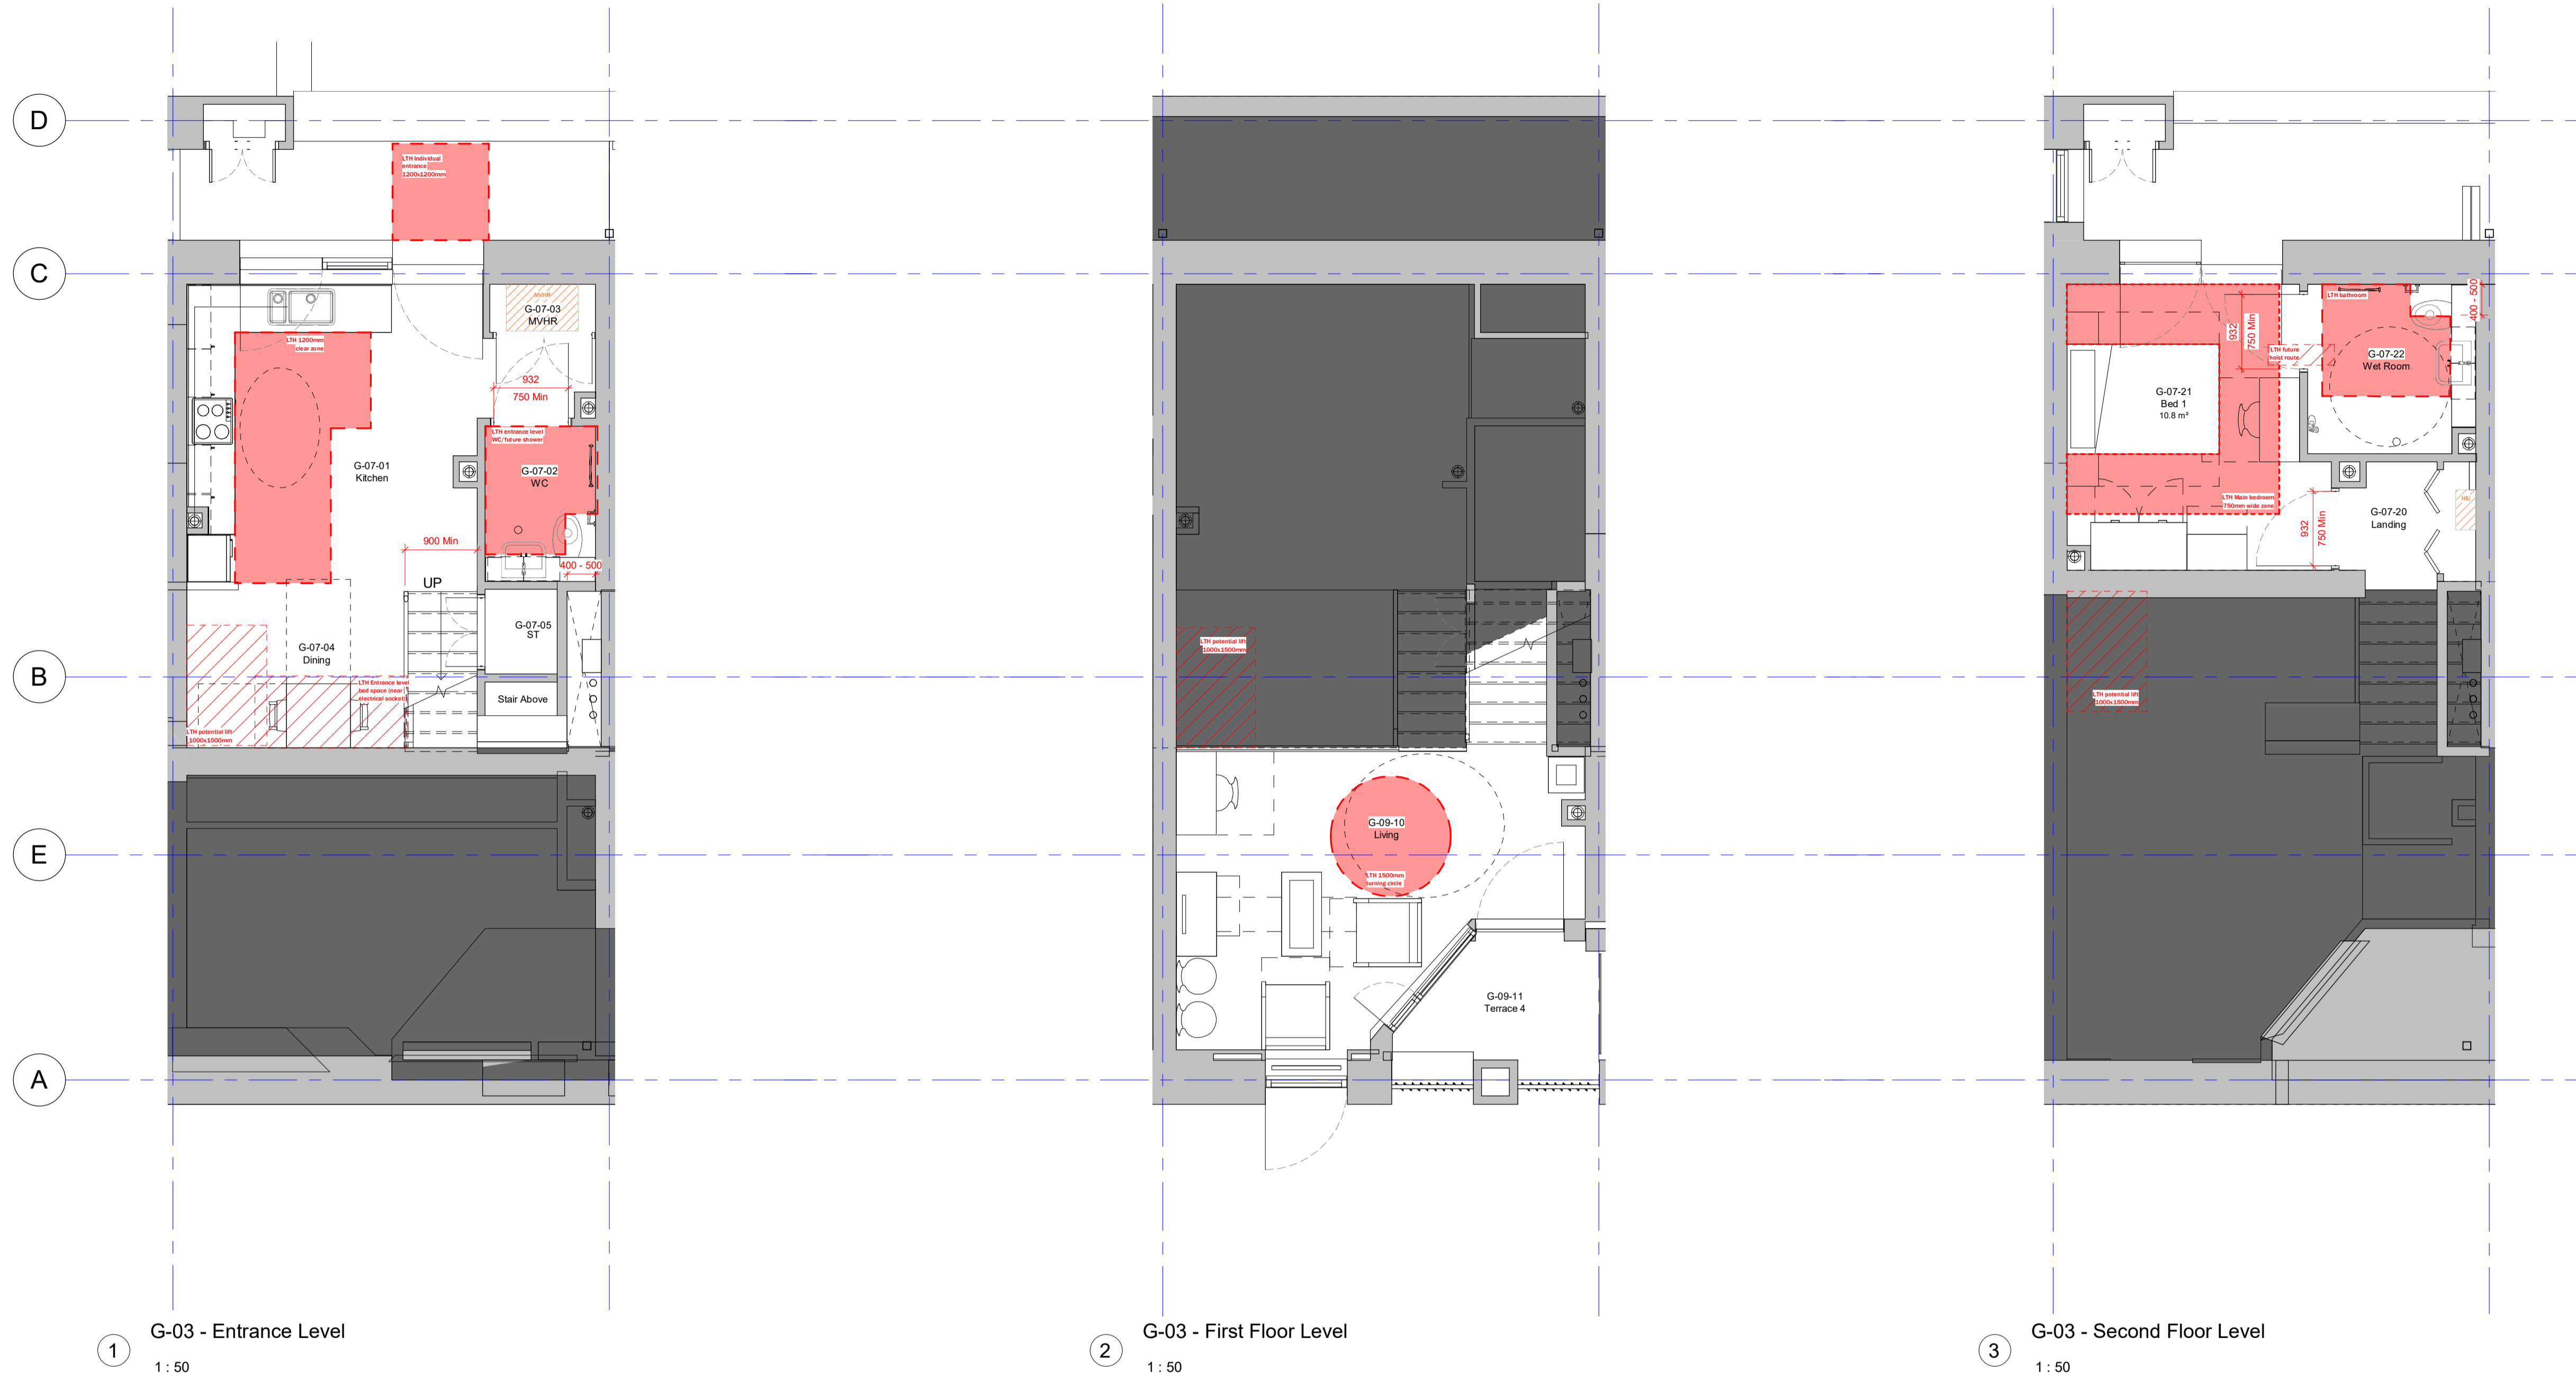 D
C
B
E
A
LTH Individual
entrance
1200x1200mm
MVHR
G-07-03
MVHR
LTH 1200mm
clear zone
932
750 Min
LTH entrance level
WC/future shower
G-07-02
WC
G-07-01
Kitchen
900 Min
400 - 500
UP
G-07-05
ST
G-07-04
Dining
LTH Entrance level
bed space (near
electrical socket)
Stair Above
LTH potential lift
1000x1500mm
1
G-03 - Entrance Level
1 : 50
LTH potential lift
1000x1500mm
G-09-10
Living
LTH 1500mm
turning circle
G-09-11
Terrace 4
2
G-03 - First Floor Level
1 : 50
LTH bathroom
400 - 500
932
750 Min
LTH future
hoist route
G-07-22
Wet Room
G-07-21
Bed 1
10.8 m²
LTH Main bedroom
750mm wide zone
HIU
G-07-20
Landing
932
750 Min
LTH potential lift
1000x1500mm
3
G-03 - Second Floor Level
1 : 50